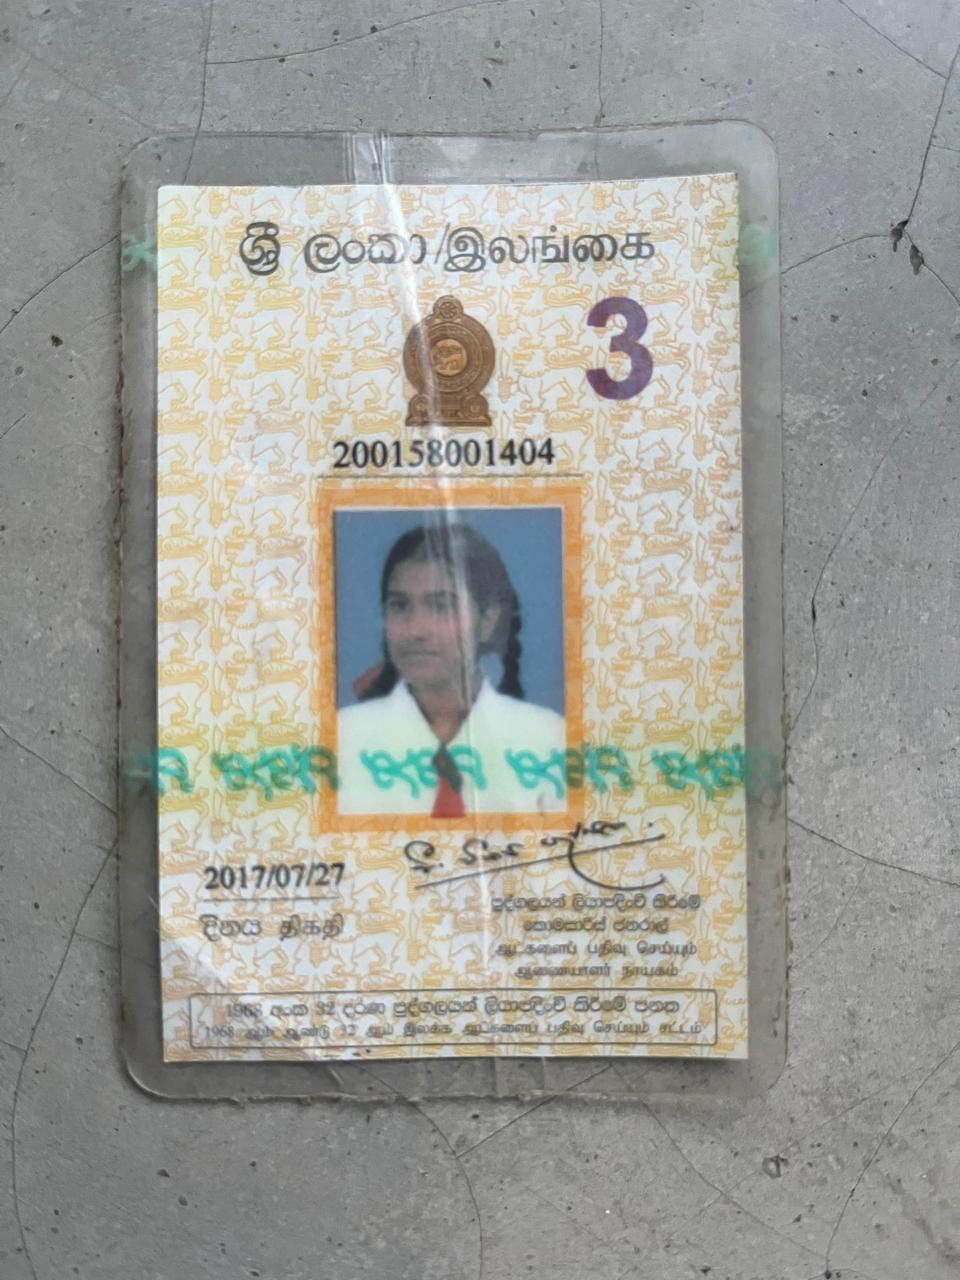 ශ්‍රී ලංකා/இலங்கை
3
200158001404
2017/07/27
දිනය திகதி
පුද්ගලයන් ලියාපදිංචි කිරීමේ
කොමසාරිස් ජනරාල්
ஆட்களைப் பதிவு செய்யும்
ஆணையாளர் நாயகம்
1968 අංක 32 දරණ පුද්ගලයන් ලියාපදිංචි කිරීමේ පනත
1968 ஆம் ஆண்டு 32 ஆம் இலக்க ஆட்களைப் பதிவு செய்யும் சட்டம்